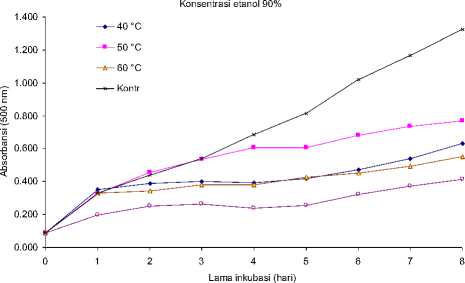 Konsentrasi etanol 90%
1.400
1.200
1.000
0.800
0.600
0.400
0.200
0.000
Absorbansi (500 nm)
40 °C
50 °C
60 °C
Kontr
0 1 2 3 4 5 6 7 8
Lama inkubasi (hari)